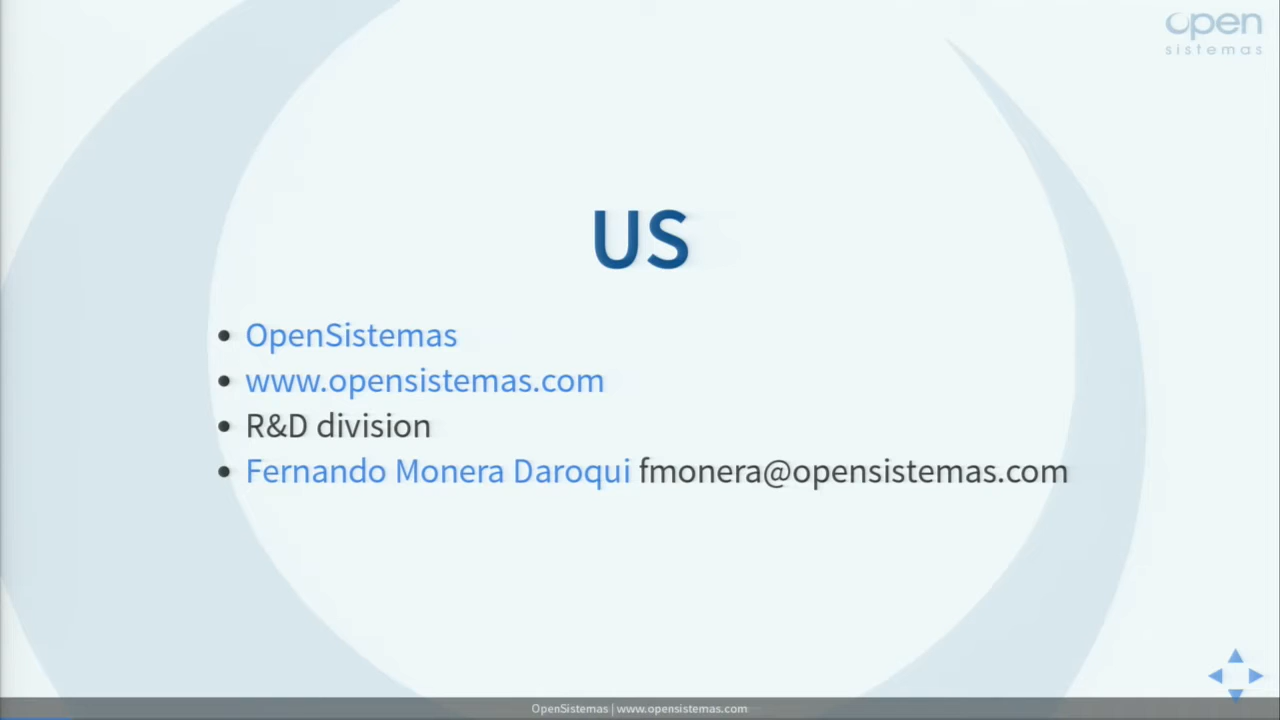 open
sistemas
US
OpenSistemas
www.opensistemas.com
R&D division
Fernando Monera Daroqui fmonera@opensistemas.com
OpenSistemas | www.opensistemas.com